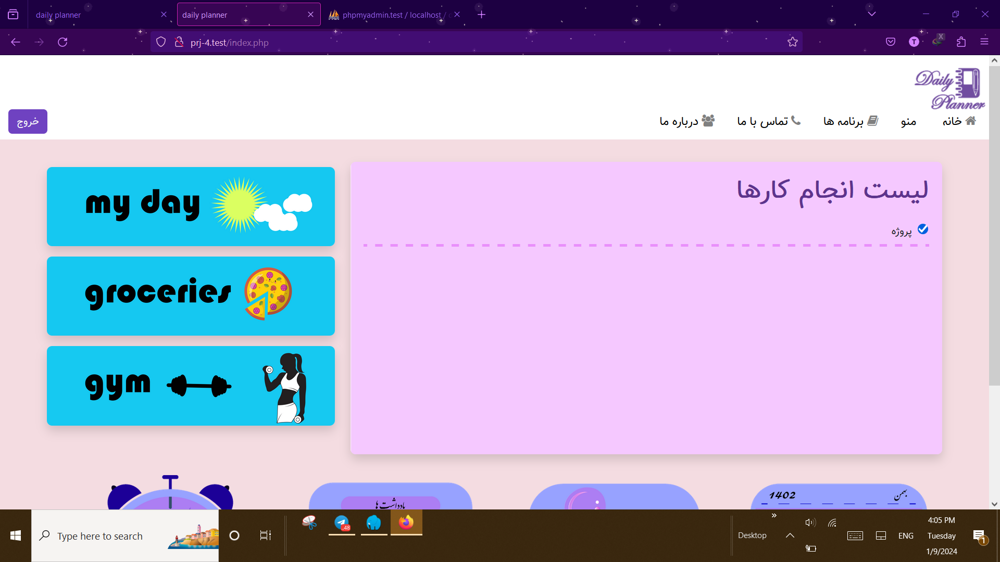 daily planner
daily planner
phpmyadmin.test / localhost /
prj-4.test/index.php
T
X
Daily
Planner
خانه
منو
برنامه ها
تماس با ما
درباره ما
خروج
لیست انجام کارها
پروژه
my day
groceries
gym
یادداشت ها
بهمن
1402
Type here to search
..48
Desktop
ENG
4:05 PM
Tuesday
1/9/2024
1